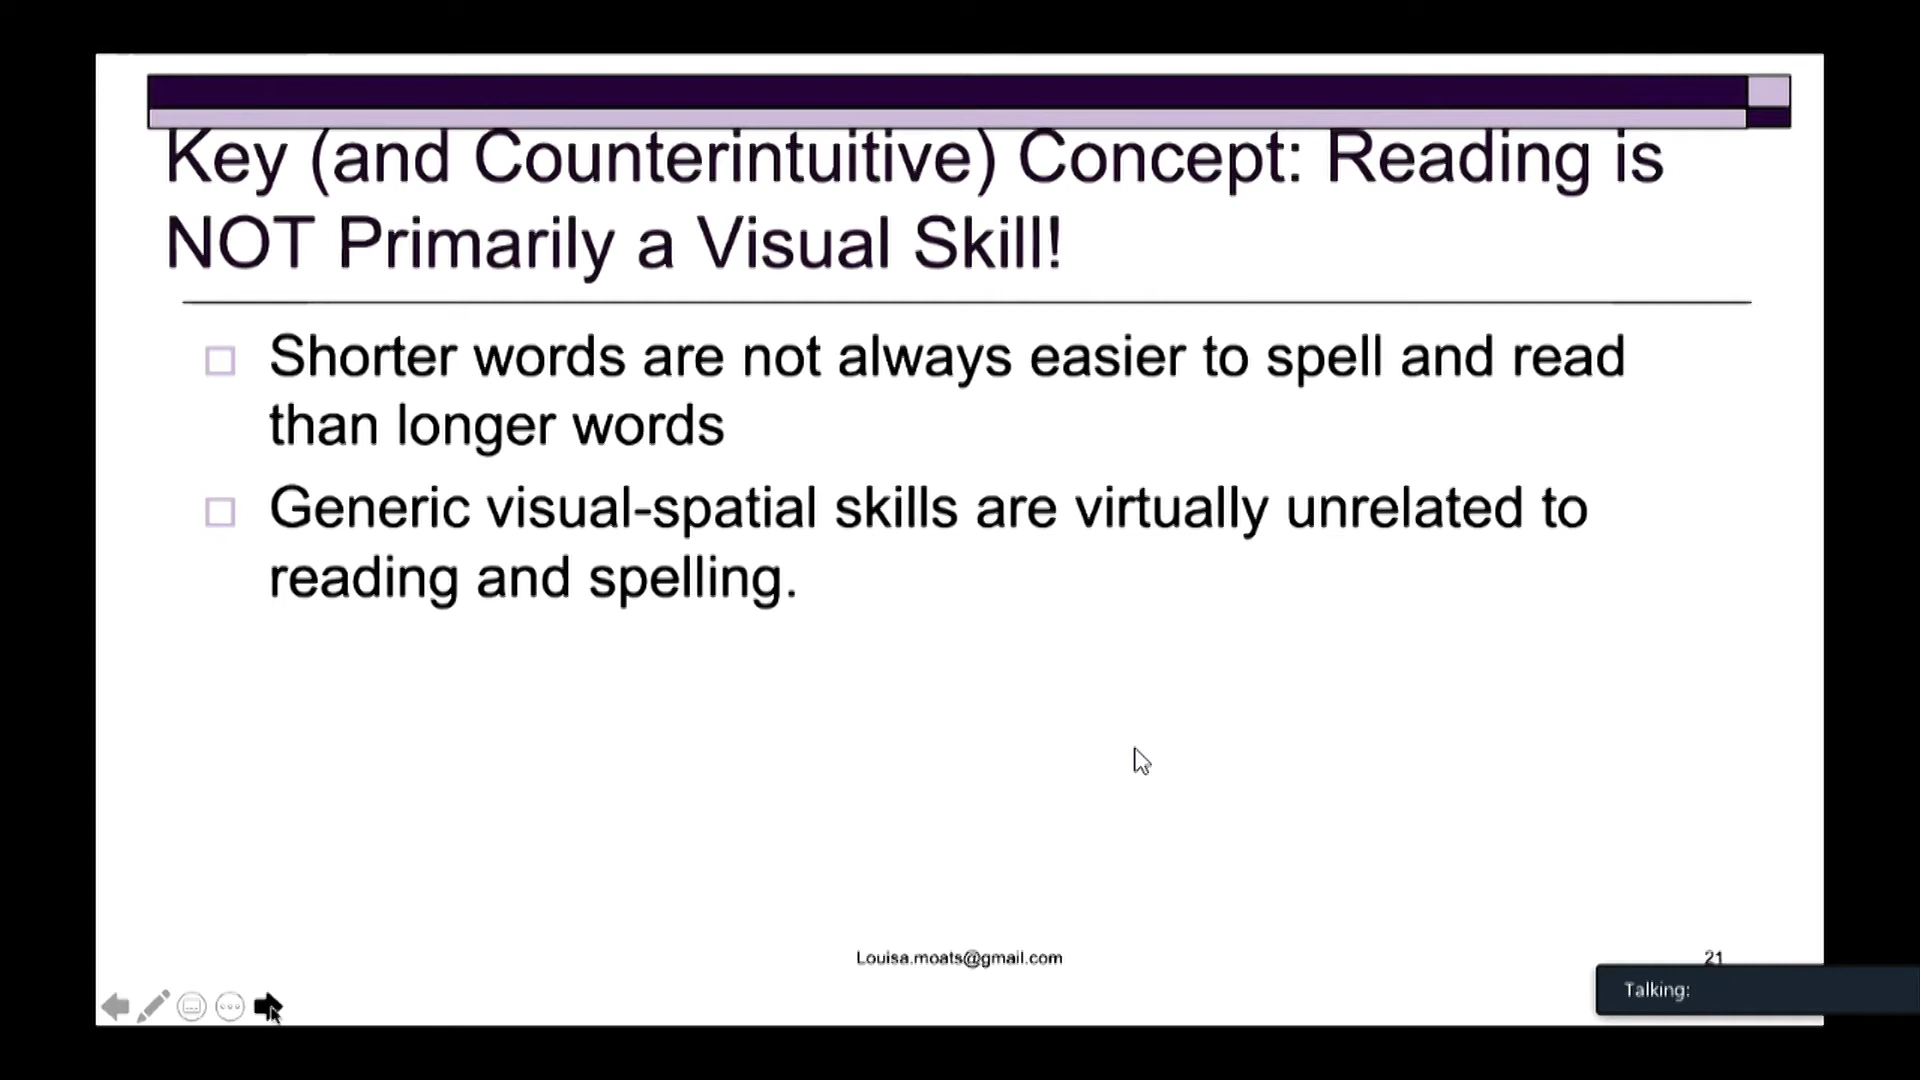 Key (and Counterintuitive) Concept: Reading is
NOT Primarily a Visual Skill!
Shorter words are not always easier to spell and read
than longer words
Generic visual-spatial skills are virtually unrelated to
reading and spelling.
Louisa.moats@gmail.com
21
Talking: